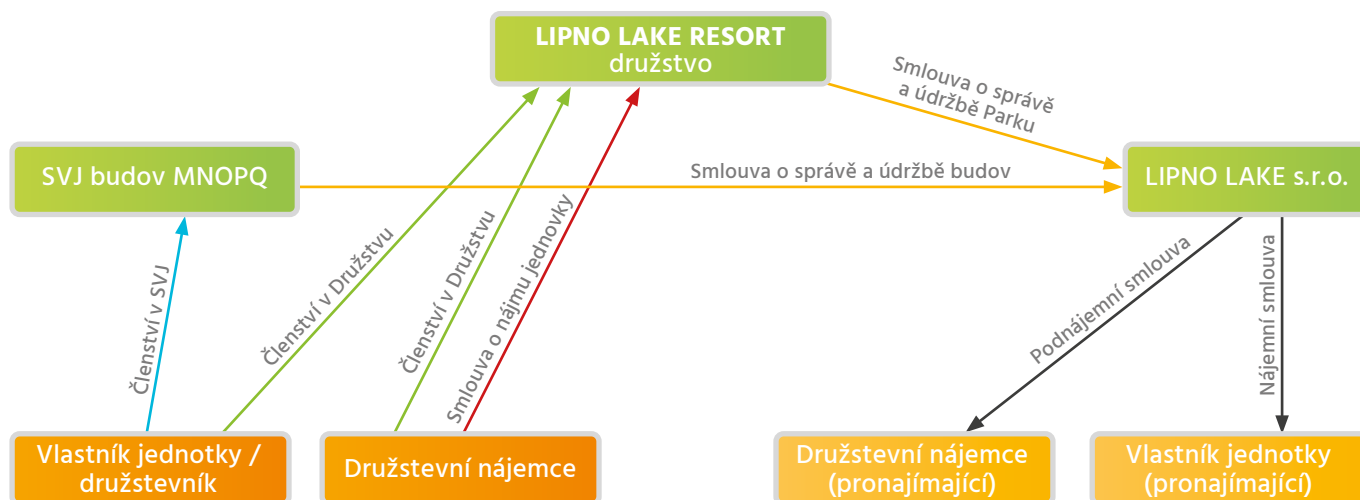 LIPNO LAKE RESORT
družstvo
Smlouva o správě
a údržbě Parku
SVJ budov MNOPQ
Smlouva o správě a údržbě budov
LIPNO LAKE s.r.o.
Členství v SVJ
Členství v Družstvu
Členství v Družstvu
Smlouva o nájmu jednovky
Podnájemní smlouva
Nájemní smlouva
Vlastník jednotky /
družstevník
Družstevní nájemce
Družstevní nájemce
(pronajímající)
Vlastník jednotky
(pronajímající)